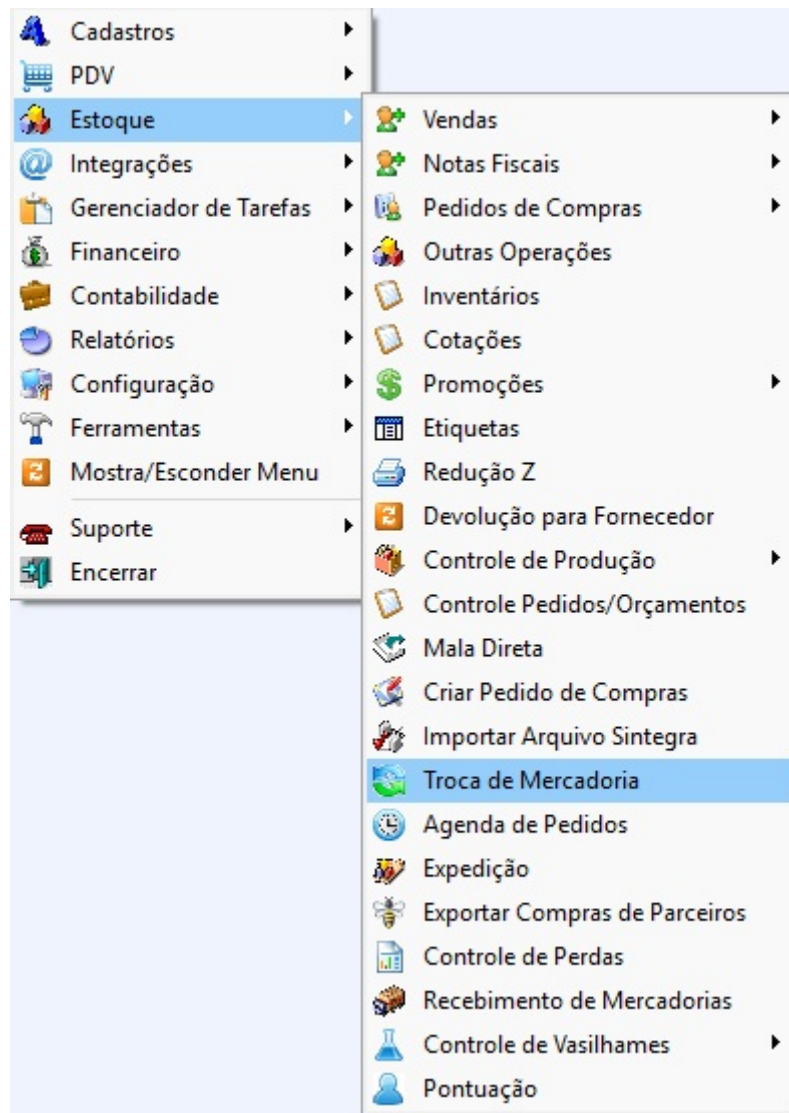 Cadastros
PDV
Estoque
Integrações
Gerenciador de Tarefas
Financeiro
Contabilidade
Relatórios
Configuração
Ferramentas
Mostra/Esconder Menu
Suporte
Encerrar
Vendas
Notas Fiscais
Pedidos de Compras
Outras Operações
Inventários
Cotações
Promoções
Etiquetas
Redução Z
Devolução para Fornecedor
Controle de Produção
Controle Pedidos/Orçamentos
Mala Direta
Criar Pedido de Compras
Importar Arquivo Sintegra
Troca de Mercadoria
Agenda de Pedidos
Expedição
Exportar Compras de Parceiros
Controle de Perdas
Recebimento de Mercadorias
Controle de Vasilhames
Pontuação